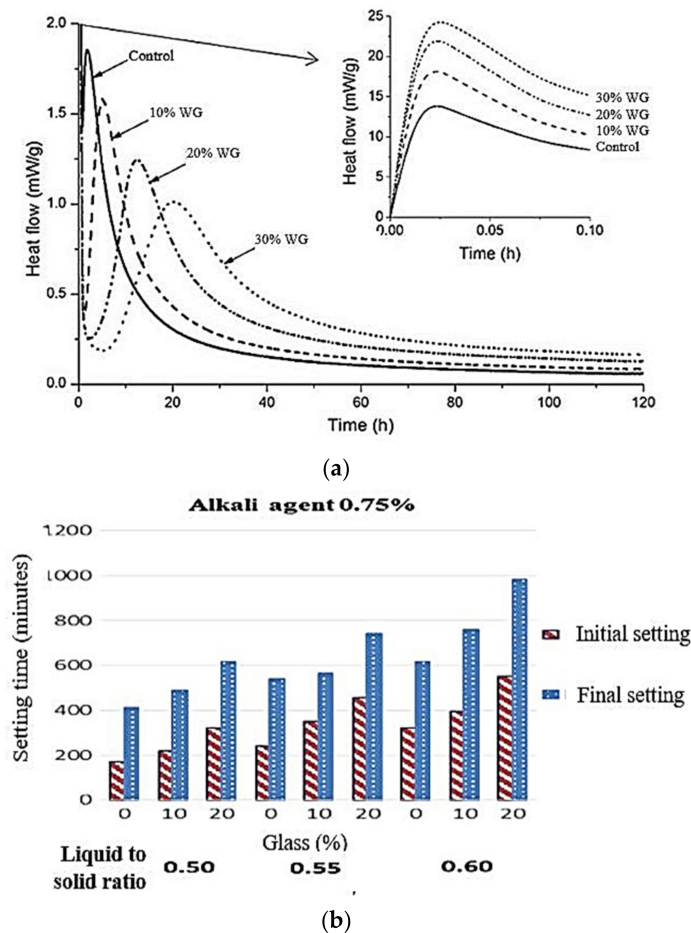 2.0
1.5
1.0
0.5
0.0
Heat flow (mW/g)
0 20 40 60 80 100 120
Time (h)
Control
10% WG
20% WG
30% WG
25
20
15
10
5
0
Heat flow (mW/g)
0.00 0.05 0.10
Time (h)
30% WG
20% WG
10% WG
Control
(a)
Alkali agent 0.75%
1200
1000
800
600
400
200
0
Setting time (minutes)
0 10 20 0 10 20 0 10 20
Glass (%)
Liquid to
solid ratio
0.50 0.55 0.60
Initial setting
Final setting
(b)